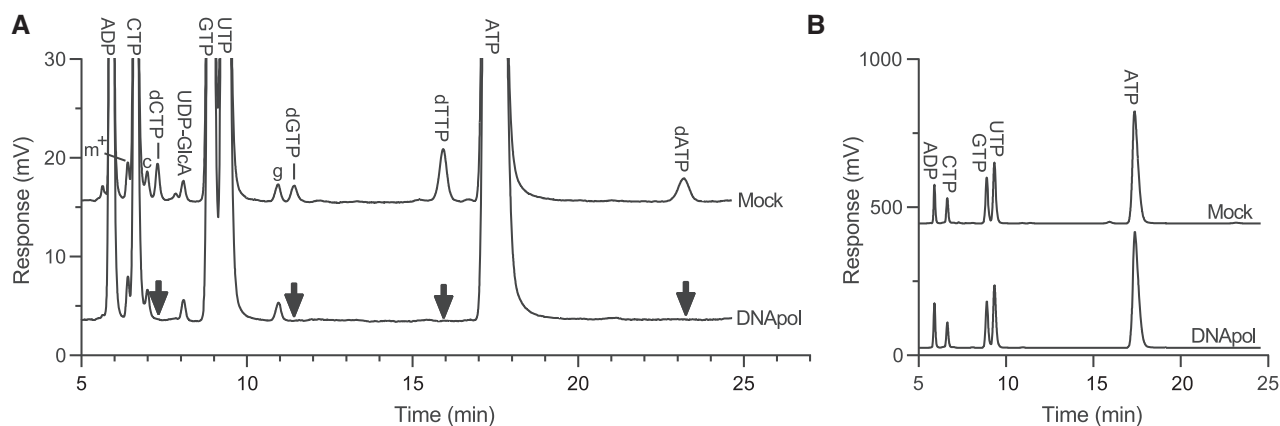 A
ADP
CTP
GTP
UTP
ATP
m+
c
dCTP
UDP-GlcA
g
dGTP
dTTP
dATP
Mock
DNApol
30
20
10
0
Response (mV)
5
10
15
20
25
Time (min)
B
ADP
CTP
GTP
UTP
ATP
Mock
DNApol
1000
500
0
Response (mV)
5
10
15
20
25
Time (min)